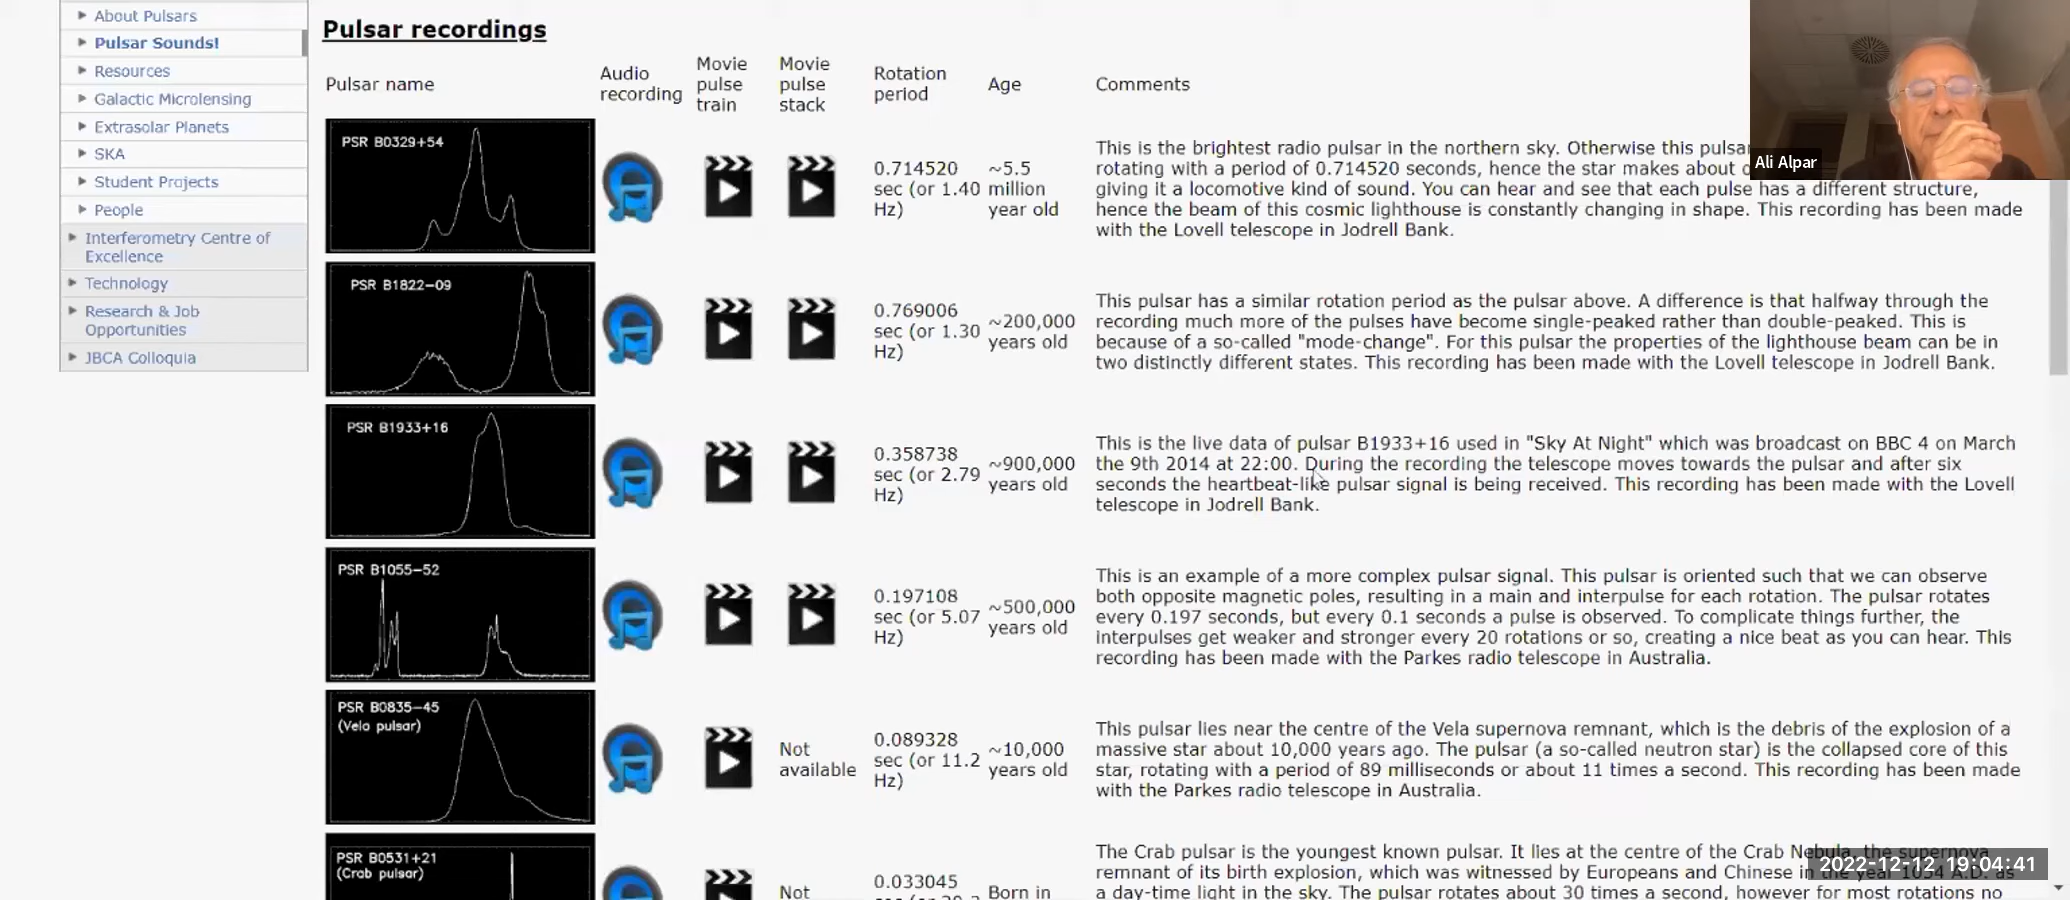 About Pulsars
Pulsar Sounds!
Resources
Galactic Microlensing
Extrasolar Planets
SKA
Student Projects
People
Interferometry Centre of
Excellence
Technology
Research & Job
Opportunities
JBCA Colloquia
Pulsar recordings
Pulsar name
Audio
recording
Movie
pulse
train
Movie
pulse
stack
Rotation
period
Age
Comments
PSR B0329+54
0.714520
sec (or 1.40
Hz)
~5.5
million
year old
This is the brightest radio pulsar in the northern sky. Otherwise this pulsa
rotating with a period of 0.714520 seconds, hence the star makes about
giving it a locomotive kind of sound. You can hear and see that each pulse has a different structure,
hence the beam of this cosmic lighthouse is constantly changing in shape. This recording has been made
with the Lovell telescope in Jodrell Bank.
PSR B1822-09
0.769006
sec (or 1.30
Hz)
~200,000
years old
This pulsar has a similar rotation period as the pulsar above. A difference is that halfway through the
recording much more of the pulses have become single-peaked rather than double-peaked. This is
because of a so-called "mode-change". For this pulsar the properties of the lighthouse beam can be in
two distinctly different states. This recording has been made with the Lovell telescope in Jodrell Bank.
PSR B1933+16
0.358738
sec (or 2.79
Hz)
~900,000
years old
This is the live data of pulsar B1933+16 used in "Sky At Night" which was broadcast on BBC 4 on March
the 9th 2014 at 22:00. During the recording the telescope moves towards the pulsar and after six
seconds the heartbeat-like pulsar signal is being received. This recording has been made with the Lovell
telescope in Jodrell Bank.
PSR B1055-52
0.197108
sec (or 5.07
Hz)
~500,000
years old
This is an example of a more complex pulsar signal. This pulsar is oriented such that we can observe
both opposite magnetic poles, resulting in a main and interpulse for each rotation. The pulsar rotates
every 0.197 seconds, but every 0.1 seconds a pulse is observed. To complicate things further, the
interpulses get weaker and stronger every 20 rotations or so, creating a nice beat as you can hear. This
recording has been made with the Parkes radio telescope in Australia.
PSR B0835-45
(Vela pulsar)
Not
available
0.089328
sec (or 11.2
Hz)
~10,000
years old
This pulsar lies near the centre of the Vela supernova remnant, which is the debris of the explosion of a
massive star about 10,000 years ago. The pulsar (a so-called neutron star) is the collapsed core of this
star, rotating with a period of 89 milliseconds or about 11 times a second. This recording has been made
with the Parkes radio telescope in Australia.
PSR B0531+21
(Crab pulsar)
Not
0.033045
Born in
The Crab pulsar is the youngest known pulsar. It lies at the centre of the Crab Nebula, the supernova
remnant of its birth explosion, which was witnessed by Europeans and Chinese in the year 1054 A.D. as
a day-time light in the sky. The pulsar rotates about 30 times a second, however for most rotations no
Ali Alpar
2022-12-12 19:04:41